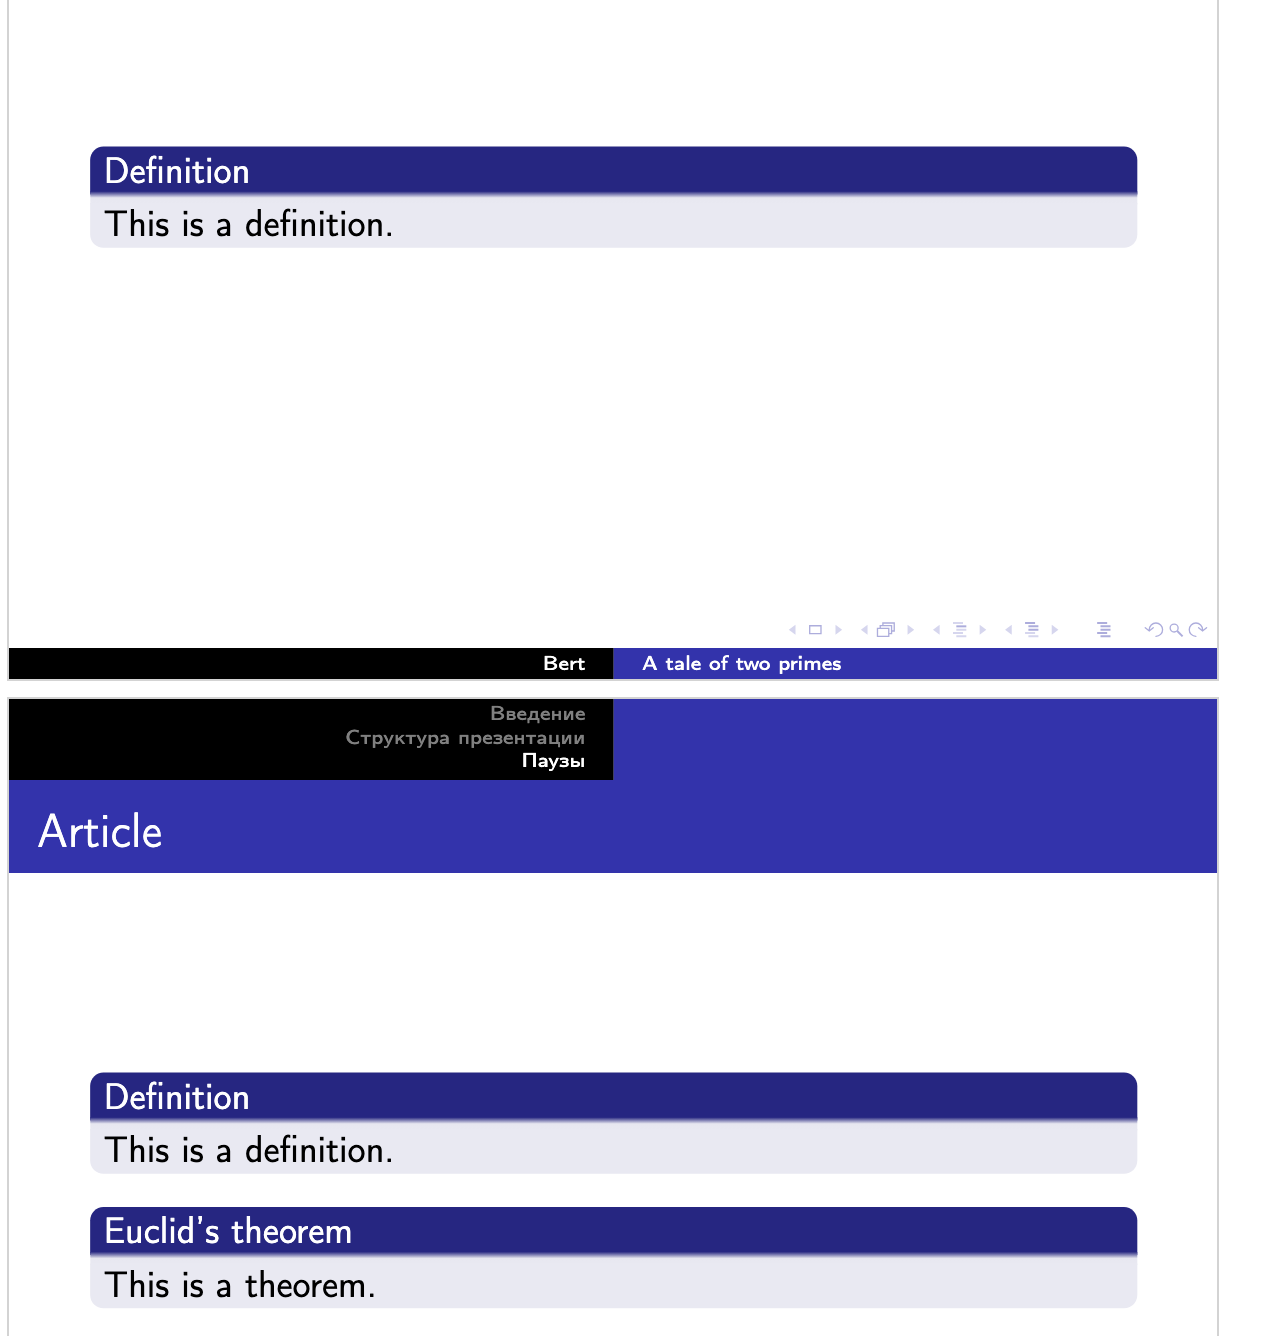 Definition
This is a definition.
Bert
A tale of two primes
Введение
Структура презентации
Паузы
Article
Definition
This is a definition.
Euclid's theorem
This is a theorem.